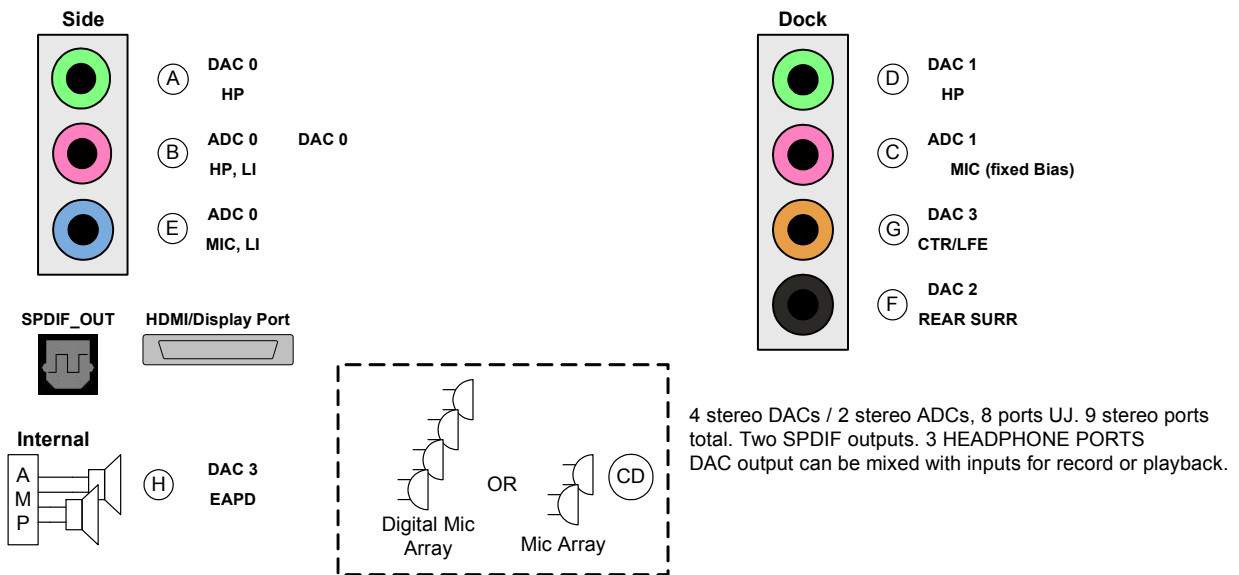 Side
A
DAC 0
HP
B
ADC 0 DAC 0
HP, LI
E
ADC 0
MIC, LI
Dock
D
DAC 1
HP
C
ADC 1
MIC (fixed Bias)
G
DAC 3
CTR/LFE
F
DAC 2
REAR SURR
SPDIF_OUT
HDMI/Display Port
Internal
A
M
P
H
DAC 3
EAPD
Digital Mic
Array
OR
Mic Array
CD
4 stereo DACs / 2 stereo ADCs, 8 ports UJ. 9 stereo ports
total. Two SPDIF outputs. 3 HEADPHONE PORTS
DAC output can be mixed with inputs for record or playback.